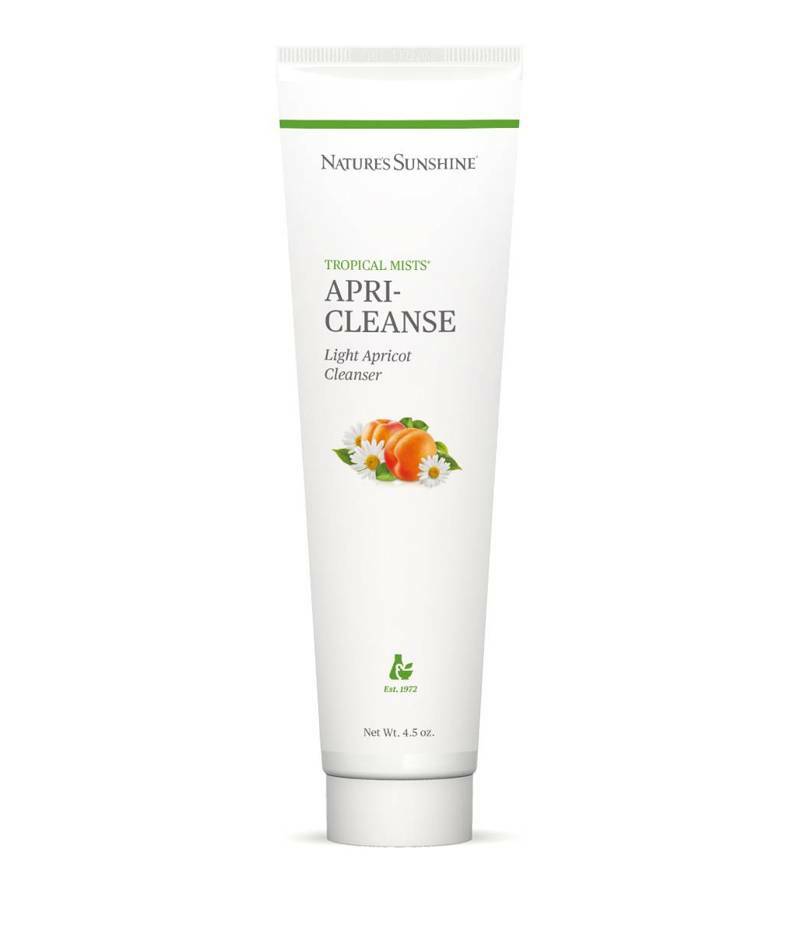 NATURE'S SUNSHINE®
TROPICAL MISTS®
APRI-
CLEANSE
Light Apricot
Cleanser
Est. 1972
Net Wt. 4.5 oz.